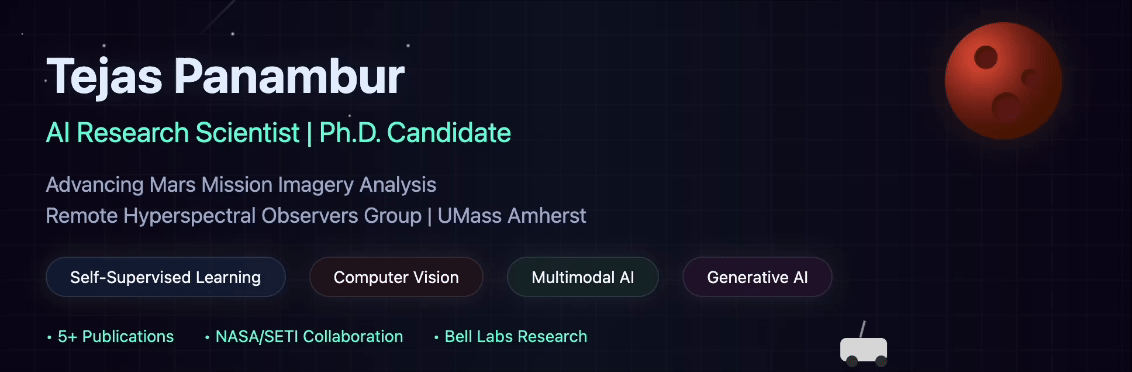 Tejas Panambur
AI Research Scientist | Ph.D. Candidate
Advancing Mars Mission Imagery Analysis
Remote Hyperspectral Observers Group | UMass Amherst
Self-Supervised Learning Computer Vision Multimodal AI Generative AI
• 5+ Publications • NASA/SETI Collaboration • Bell Labs Research